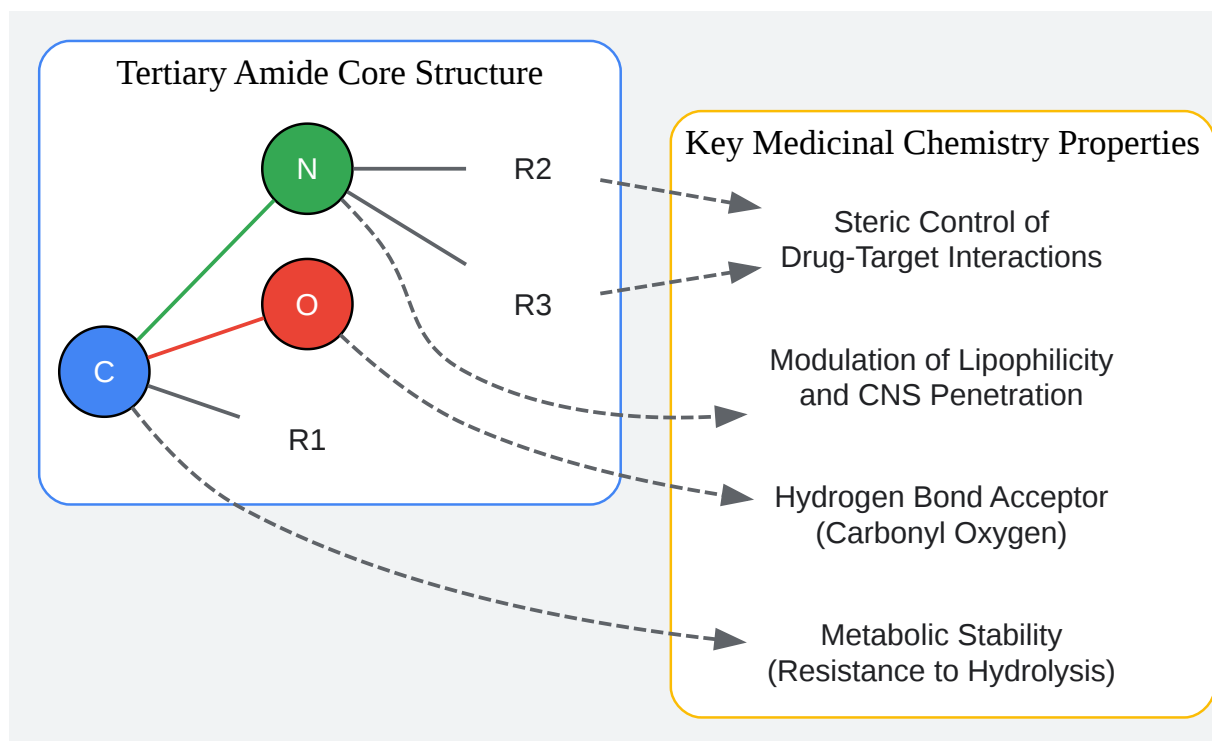 Tertiary Amide Core Structure
N
R2
O
R3
C
R1
Key Medicinal Chemistry Properties
Steric Control of
Drug-Target Interactions
Modulation of Lipophilicity
and CNS Penetration
Hydrogen Bond Acceptor
(Carbonyl Oxygen)
Metabolic Stability
(Resistance to Hydrolysis)